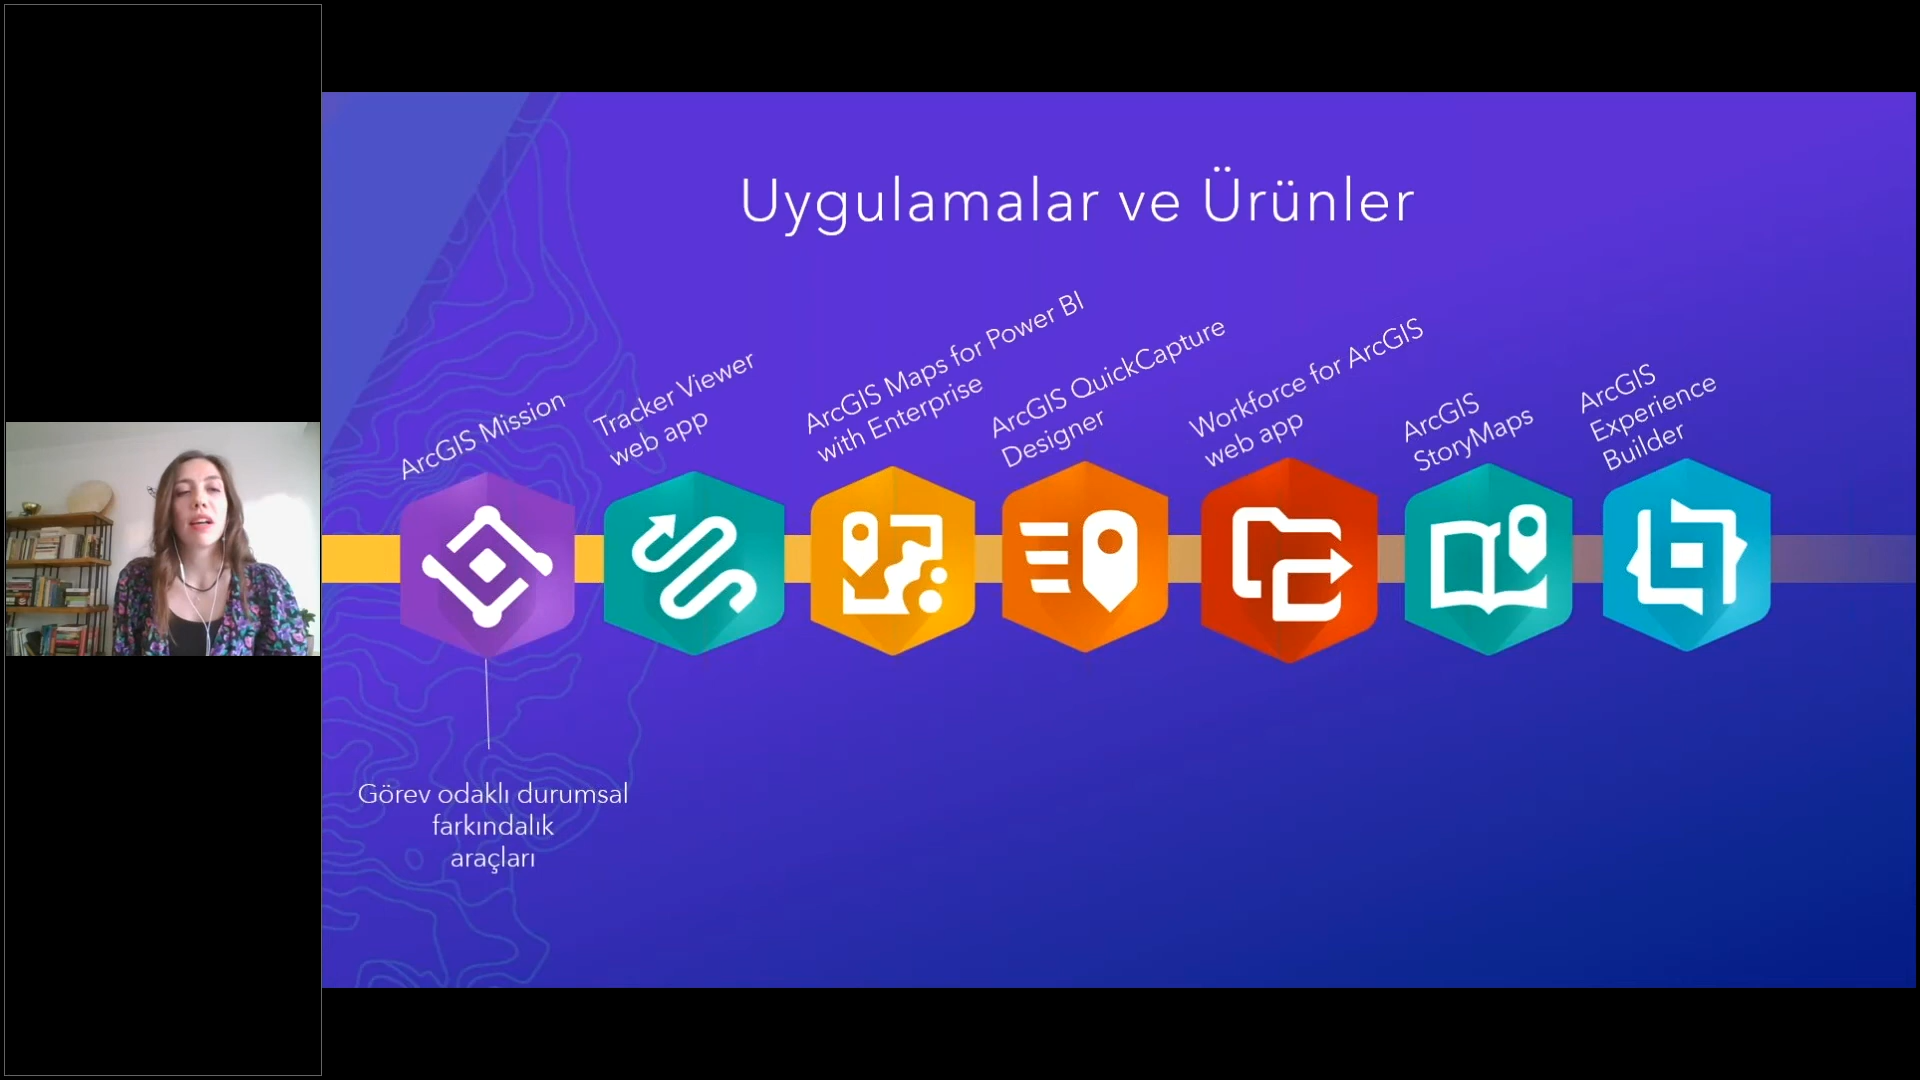 Uygulamalar ve Ürünler
ArcGIS Mission
Tracker Viewer
web app
ArcGIS Maps for Power BI
with Enterprise
ArcGIS QuickCapture
Designer
Workforce for ArcGIS
web app
ArcGIS
StoryMaps
ArcGIS
Experience
Builder
Görev odaklı durumsal
farkındalık
araçları